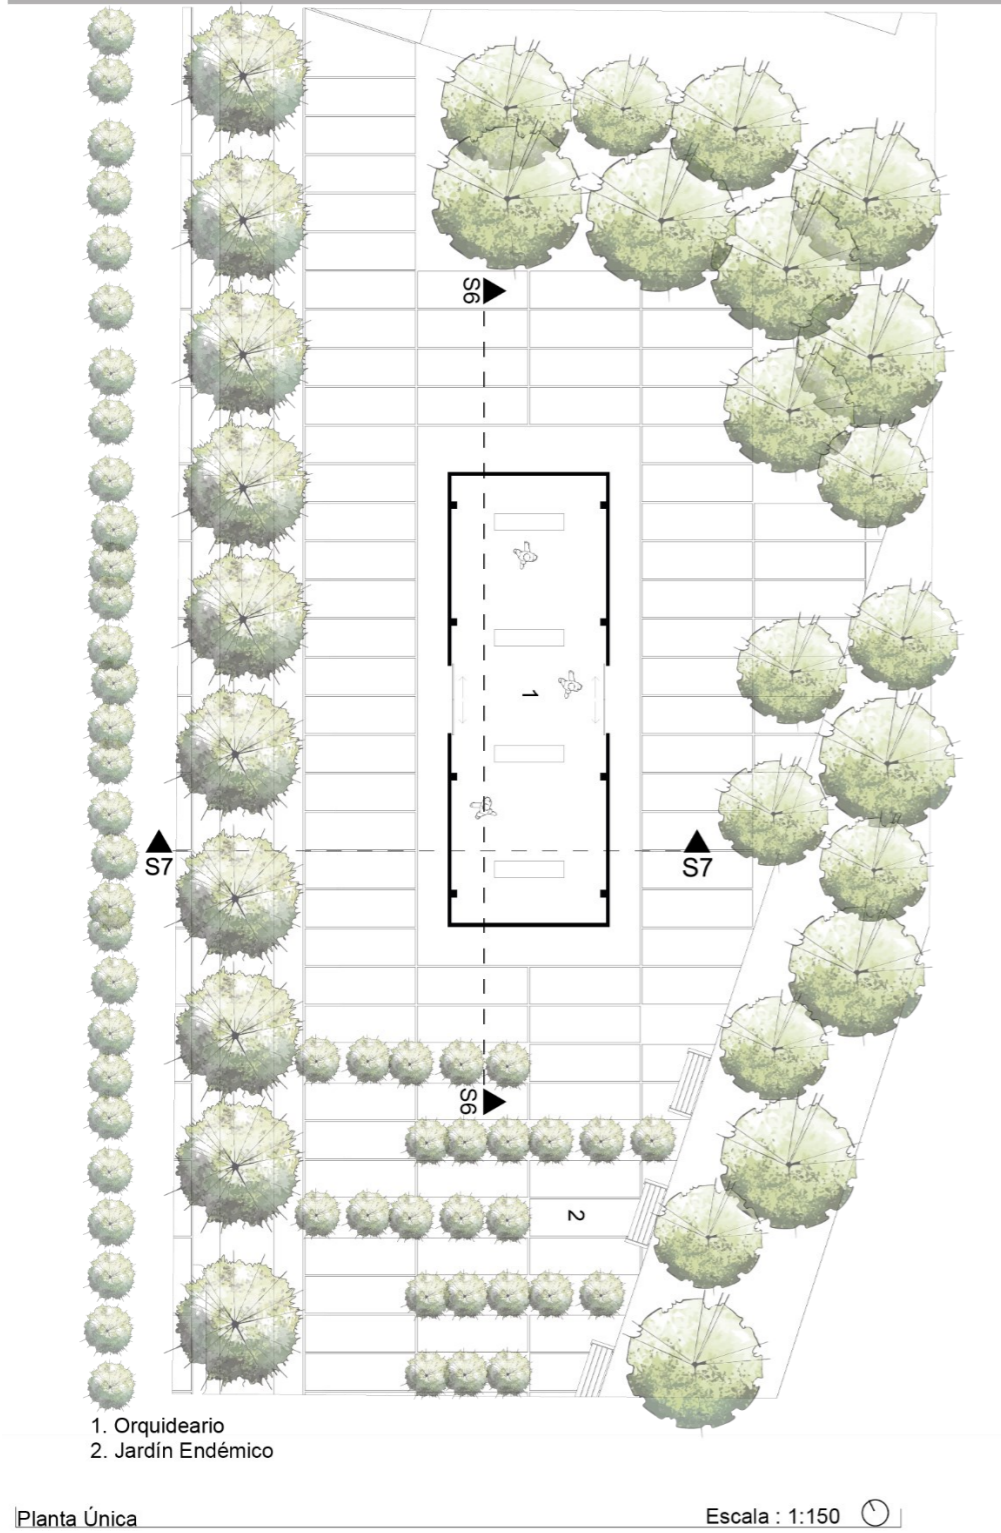 S6
1
S7
S7
S6
2
1. Orquideario
2. Jardín Endémico
Planta Única
Escala : 1:150